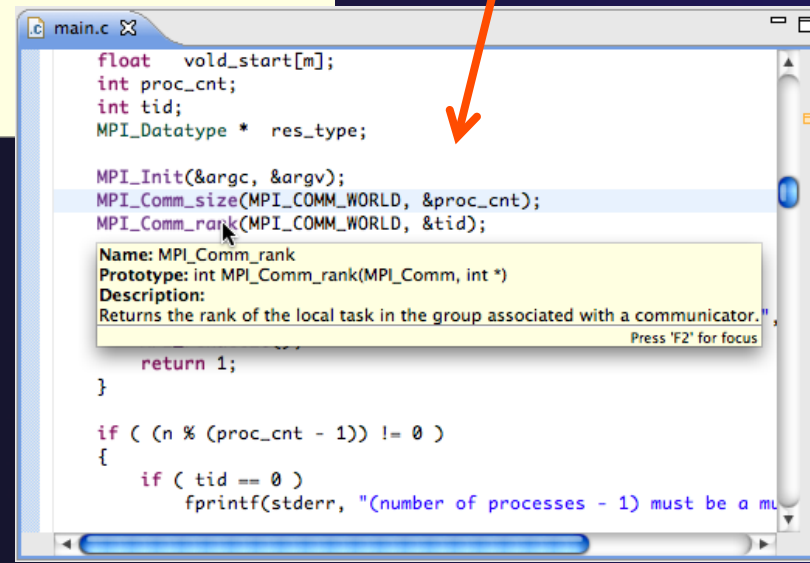 main.c
float   vold_start[m];
int proc_cnt;
int tid;
MPI_Datatype *  res_type;
MPI_Init(&argc, &argv);
MPI_Comm_size(MPI_COMM_WORLD, &proc_cnt);
MPI_Comm_rank(MPI_COMM_WORLD, &tid);
Name: MPI_Comm_rank
Prototype: int MPI_Comm_rank(MPI_Comm, int *)
Description:
Returns the rank of the local task in the group associated with a communicator.",
Press 'F2' for focus
return 1;
}
if ( (n % (proc_cnt - 1)) != 0 )
{
if ( tid == 0 )
fprintf(stderr, "(number of processes - 1) must be a